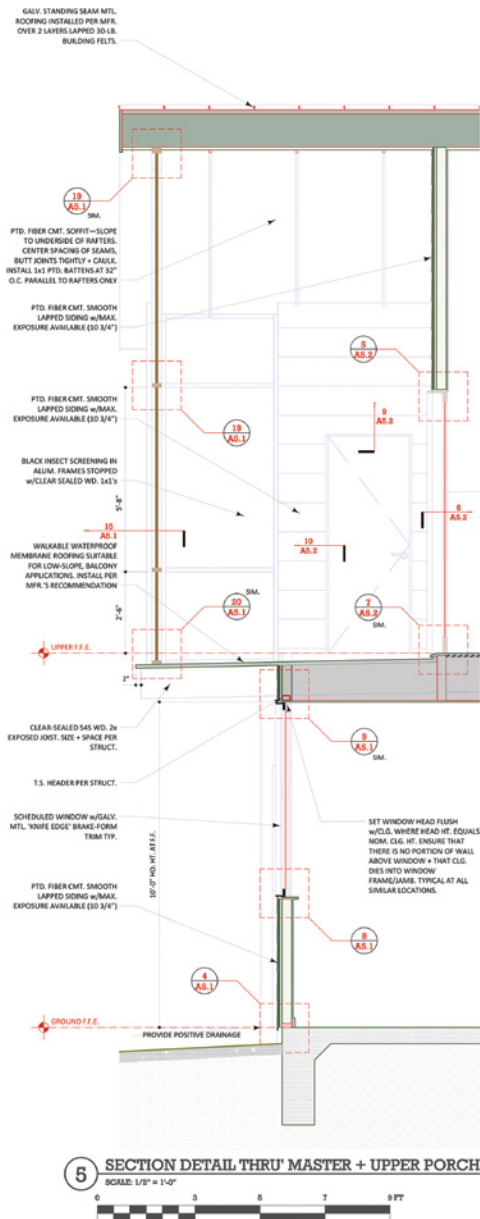 GALV. STANDING SEAM MTL.
ROOFING INSTALLED PER MFR.
OVER 2 LAYERS LAPPED 30-LB.
BUILDING FELTS.
19
A5.1
SIM.
PTD. FIBER CMT. SOFFIT—SLOPE
TO UNDERSIDE OF RAFTERS.
CENTER SPACING OF SEAMS,
BUTT JOINTS TIGHTLY + CAULK.
INSTALL 1x1 PTD. BATTENS AT 32"
O.C. PARALLEL TO RAFTERS ONLY
PTD. FIBER CMT. SMOOTH
LAPPED SIDING w/MAX.
EXPOSURE AVAILABLE (10 3/4")
5
A5.2
PTD. FIBER CMT. SMOOTH
LAPPED SIDING w/MAX.
EXPOSURE AVAILABLE (10 3/4")
19
A5.1
9
A5.2
BLACK INSECT SCREENING IN
ALUM. FRAMES STOPPED
w/CLEAR SEALED WD. 1x1's
5'-8"
15
A5.1
10
A5.2
6
A5.2
WALKABLE WATERPROOF
MEMBRANE ROOFING SUITABLE
FOR LOW-SLOPE, BALCONY
APPLICATIONS. INSTALL PER
MFR.'S RECOMMENDATION
2'-6"
20
A5.1
SIM.
7
A5.2
SIM.
UPPER F.F.E.
2"
CLEAR-SEALED S4S WD. 2x
EXPOSED JOIST. SIZE + SPACE PER
STRUCT.
9
A5.1
SIM.
T.S. HEADER PER STRUCT.
SCHEDULED WINDOW w/GALV.
MTL. 'KNIFE EDGE' BRAKE-FORM
TRIM TYP.
10'-0" HD. HT. AT F.F.
SET WINDOW HEAD FLUSH
w/CLG. WHERE HEAD HT. EQUALS
NOM. CLG. HT. ENSURE THAT
THERE IS NO PORTION OF WALL
ABOVE WINDOW + THAT CLG.
DIES INTO WINDOW
FRAME/JAMB. TYPICAL AT ALL
SIMILAR LOCATIONS.
PTD. FIBER CMT. SMOOTH
LAPPED SIDING w/MAX.
EXPOSURE AVAILABLE (10 3/4")
8
A5.1
4
A5.1
GROUND F.F.E.
PROVIDE POSITIVE DRAINAGE
5 SECTION DETAIL THRU' MASTER + UPPER PORCH
SCALE: 1/2" = 1'-0"
0 3 5 7 9 FT